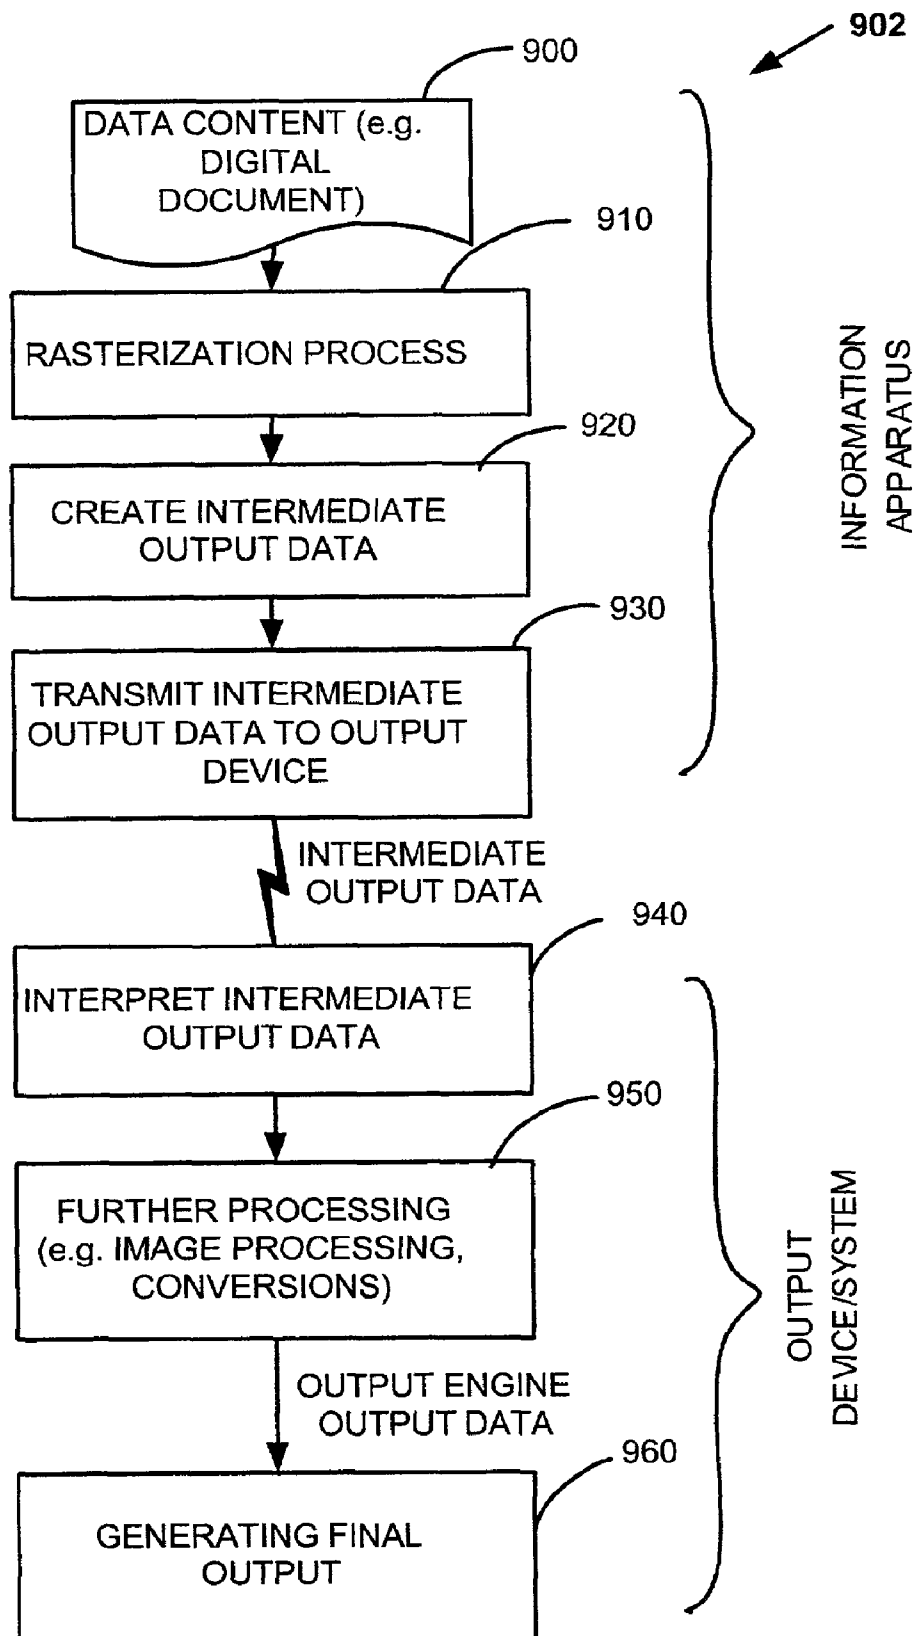 902
900
DATA CONTENT (e.g.
DIGITAL
DOCUMENT)
910
RASTERIZATION PROCESS
920
CREATE INTERMEDIATE
OUTPUT DATA
930
TRANSMIT INTERMEDIATE
OUTPUT DATA TO OUTPUT
DEVICE
INFORMATION
APPARATUS
INTERMEDIATE
OUTPUT DATA
940
INTERPRET INTERMEDIATE
OUTPUT DATA
950
FURTHER PROCESSING
(e.g. IMAGE PROCESSING,
CONVERSIONS)
OUTPUT
DEVICE/SYSTEM
OUTPUT ENGINE
OUTPUT DATA
960
GENERATING FINAL
OUTPUT